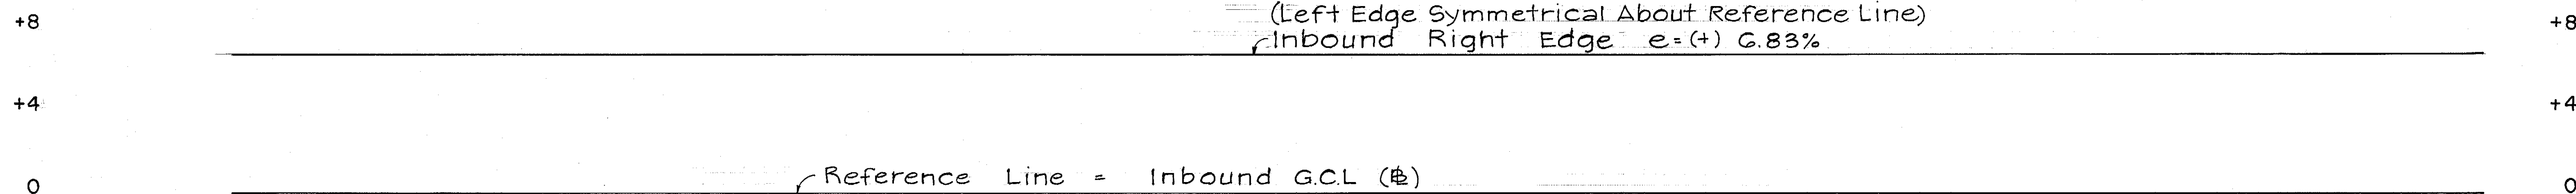 +8 (Left Edge Symmetrical About Reference Line) +8
Inbound Right Edge e=(+) 6.83%
+4 +4
Reference Line = Inbound G.C.L (℄)
0 0